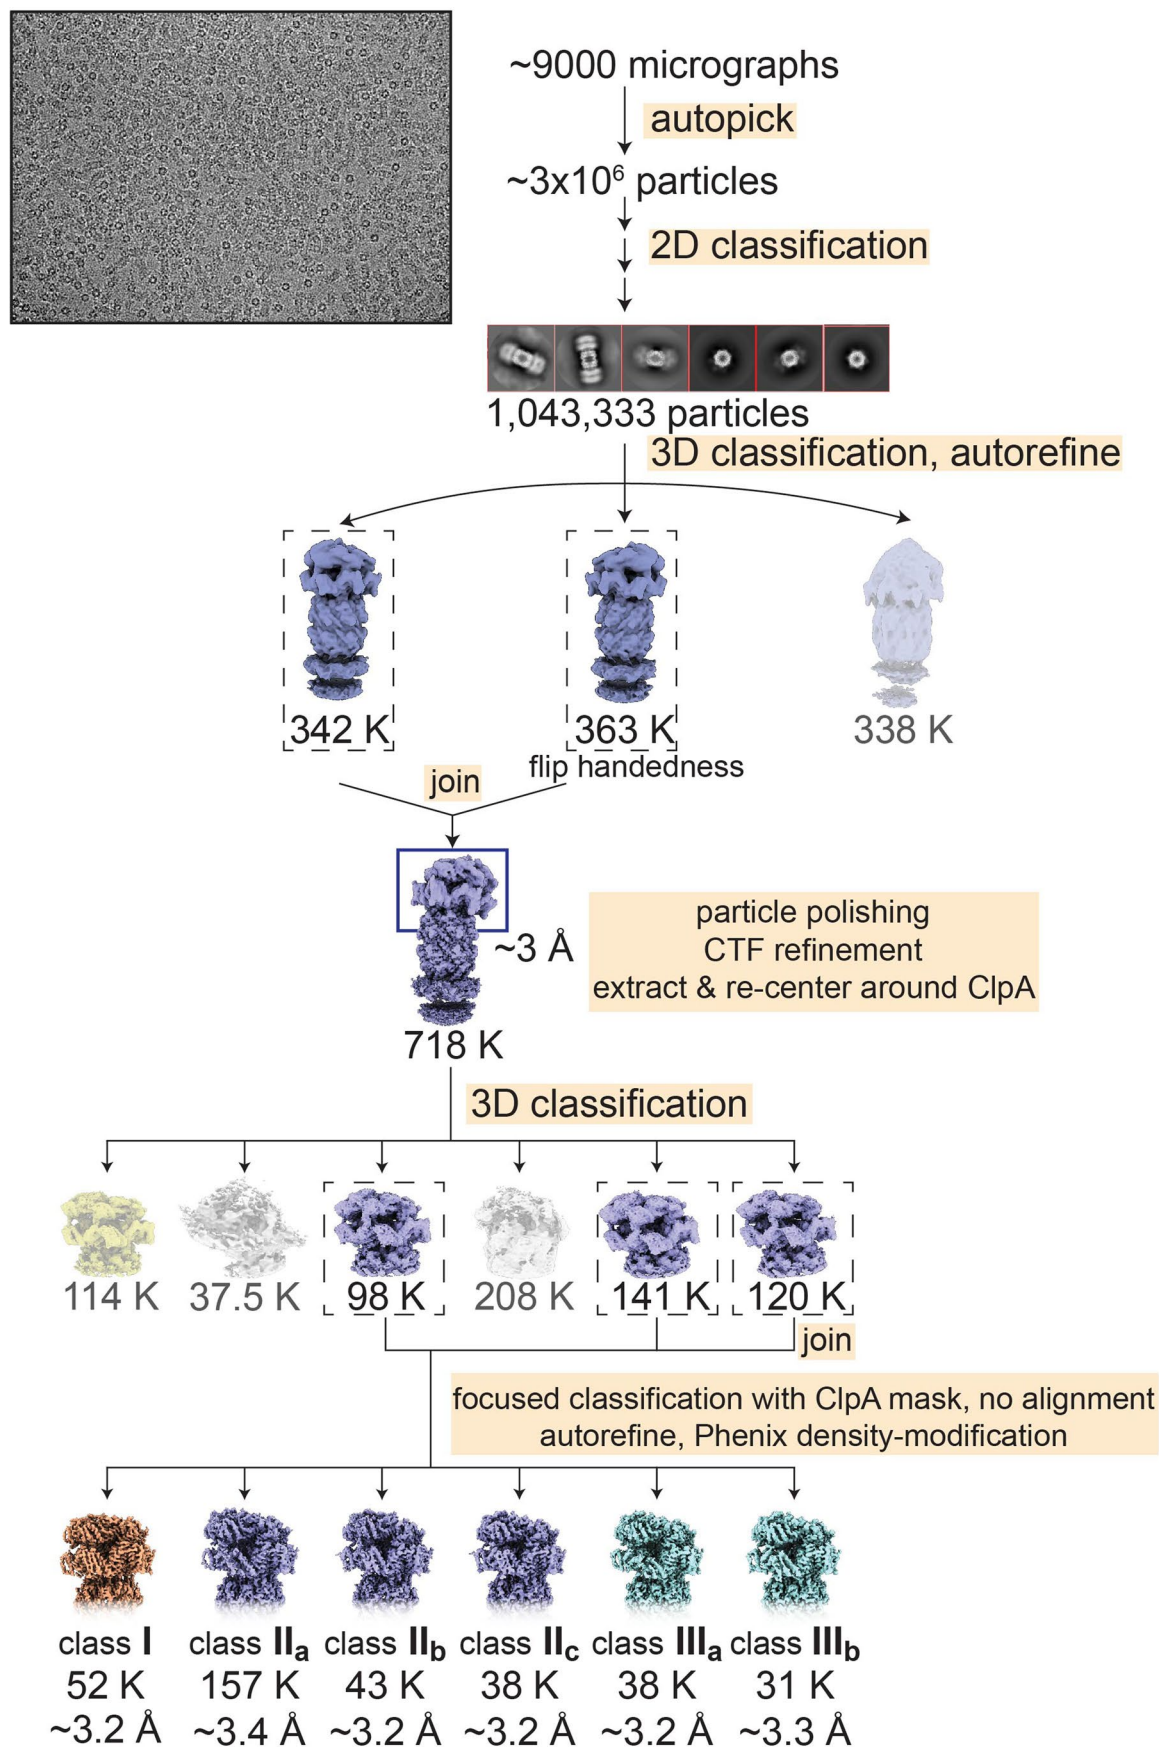 ~9000 micrographs
autopick
~3x10⁶ particles
2D classification
1,043,333 particles
3D classification, autorefine
342 K
363 K
338 K
flip handedness
join
~3 Å
particle polishing
CTF refinement
extract & re-center around ClpA
718 K
3D classification
114 K
37.5 K
98 K
208 K
141 K
120 K
join
focused classification with ClpA mask, no alignment
autorefine, Phenix density-modification
class I
class IIa
class IIb
class IIc
class IIIa
class IIIb
52 K
157 K
43 K
38 K
38 K
31 K
~3.2 Å
~3.4 Å
~3.2 Å
~3.2 Å
~3.2 Å
~3.3 Å